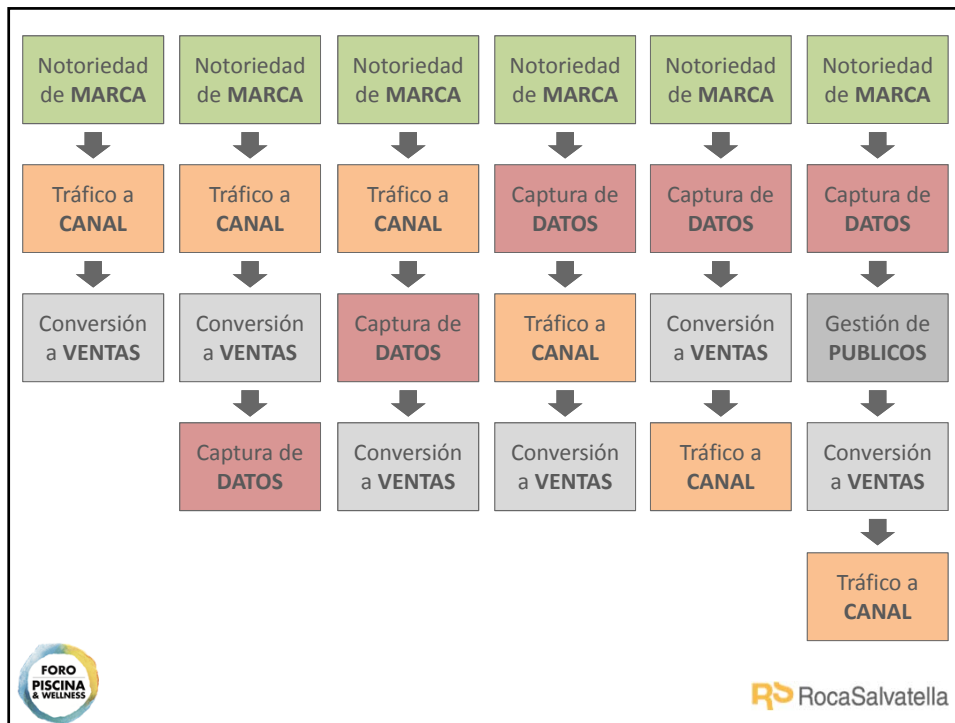 Notoriedad
de MARCA
Notoriedad
de MARCA
Notoriedad
de MARCA
Notoriedad
de MARCA
Notoriedad
de MARCA
Notoriedad
de MARCA
Tráfico a
CANAL
Tráfico a
CANAL
Tráfico a
CANAL
Captura de
DATOS
Captura de
DATOS
Captura de
DATOS
Conversión
a VENTAS
Conversión
a VENTAS
Captura de
DATOS
Tráfico a
CANAL
Conversión
a VENTAS
Gestión de
PUBLICOS
Captura de
DATOS
Conversión
a VENTAS
Conversión
a VENTAS
Tráfico a
CANAL
Conversión
a VENTAS
Tráfico a
CANAL
FORO
PISCINA
& WELLNESS
RS RocaSalvatella